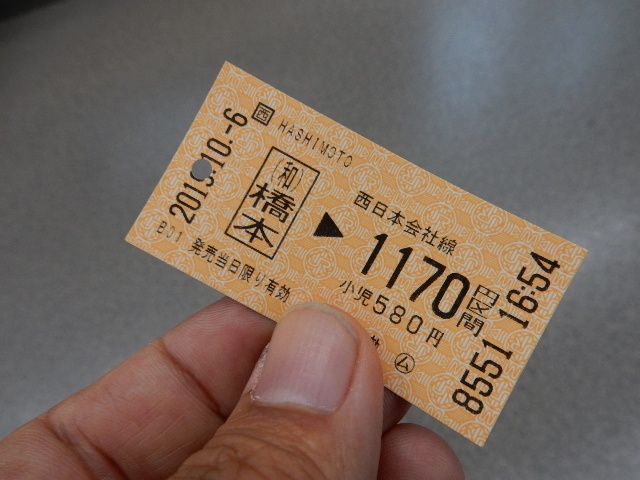 西 HASHIMOTO
(和)橋本
▶
西日本会社線
1170円区間
小児580円
B01 発売当日限り有効
ム
10.-6
8551 16:54